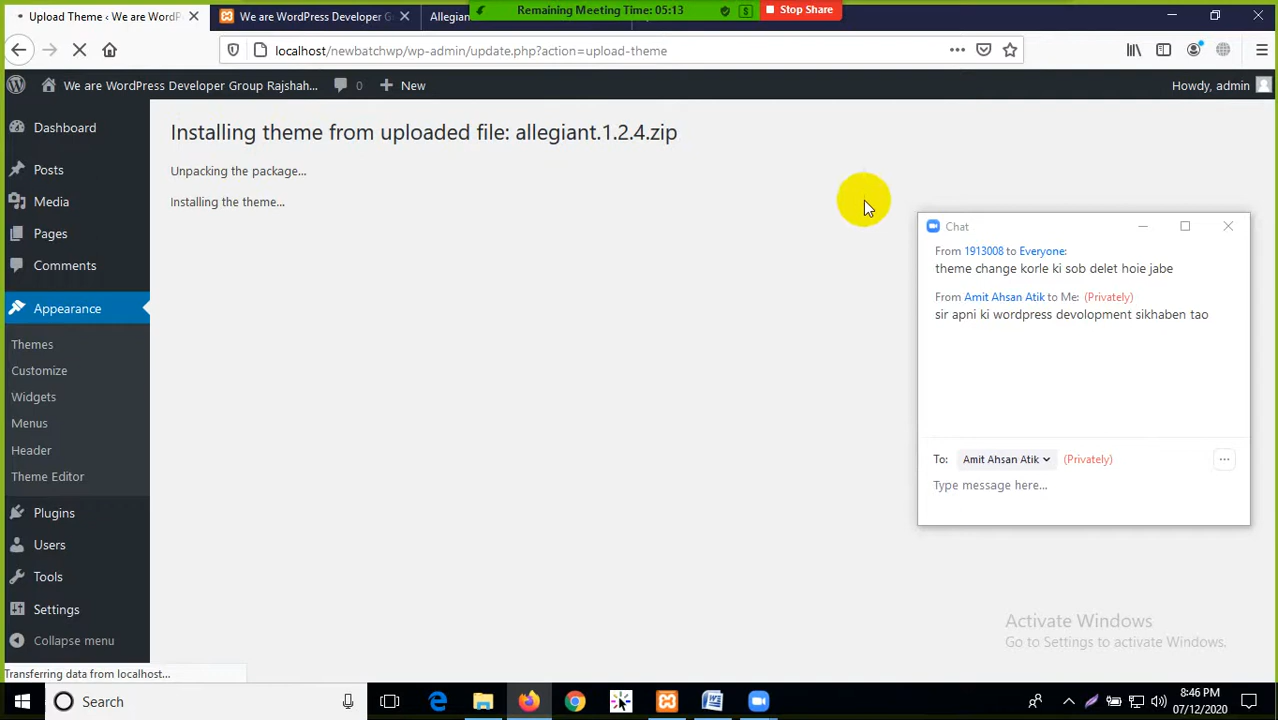 Upload Theme ‹ We are WordP
We are WordPress Developer G
Allegian
Remaining Meeting Time: 05:13
Stop Share
localhost/newbatchwp/wp-admin/update.php?action=upload-theme
We are WordPress Developer Group Rajshah...
0
New
Howdy, admin
Dashboard
Posts
Media
Pages
Comments
Appearance
Themes
Customize
Widgets
Menus
Header
Theme Editor
Plugins
Users
Tools
Settings
Collapse menu
Installing theme from uploaded file: allegiant.1.2.4.zip
Unpacking the package...
Installing the theme...
Chat
From 1913008 to Everyone:
theme change korle ki sob delet hoie jabe
From Amit Ahsan Atik to Me: (Privately)
sir apni ki wordpress devolopment sikhaben tao
To: Amit Ahsan Atik (Privately)
Type message here...
Activate Windows
Go to Settings to activate Windows.
Transferring data from localhost...
Search
8:46 PM
07/12/2020